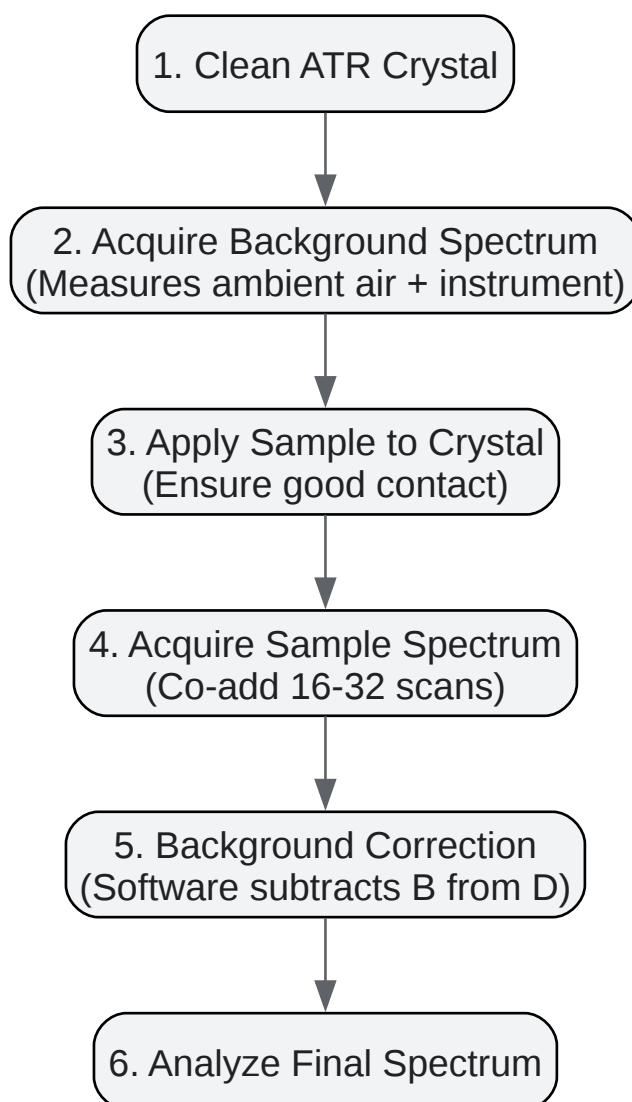 1. Clean ATR Crystal
2. Acquire Background Spectrum
(Measures ambient air + instrument)
3. Apply Sample to Crystal
(Ensure good contact)
4. Acquire Sample Spectrum
(Co-add 16-32 scans)
5. Background Correction
(Software subtracts B from D)
6. Analyze Final Spectrum